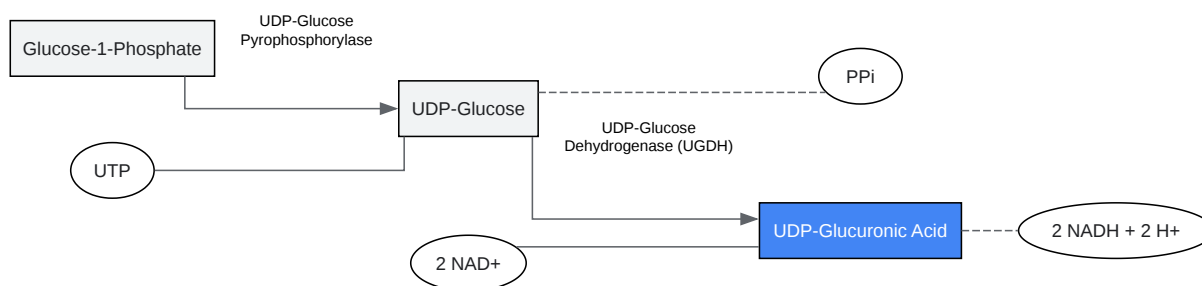 UDP-Glucose
Pyrophosphorylase
Glucose-1-Phosphate
PPi
UDP-Glucose
UDP-Glucose
Dehydrogenase (UGDH)
UTP
UDP-Glucuronic Acid
2 NADH + 2 H+
2 NAD+